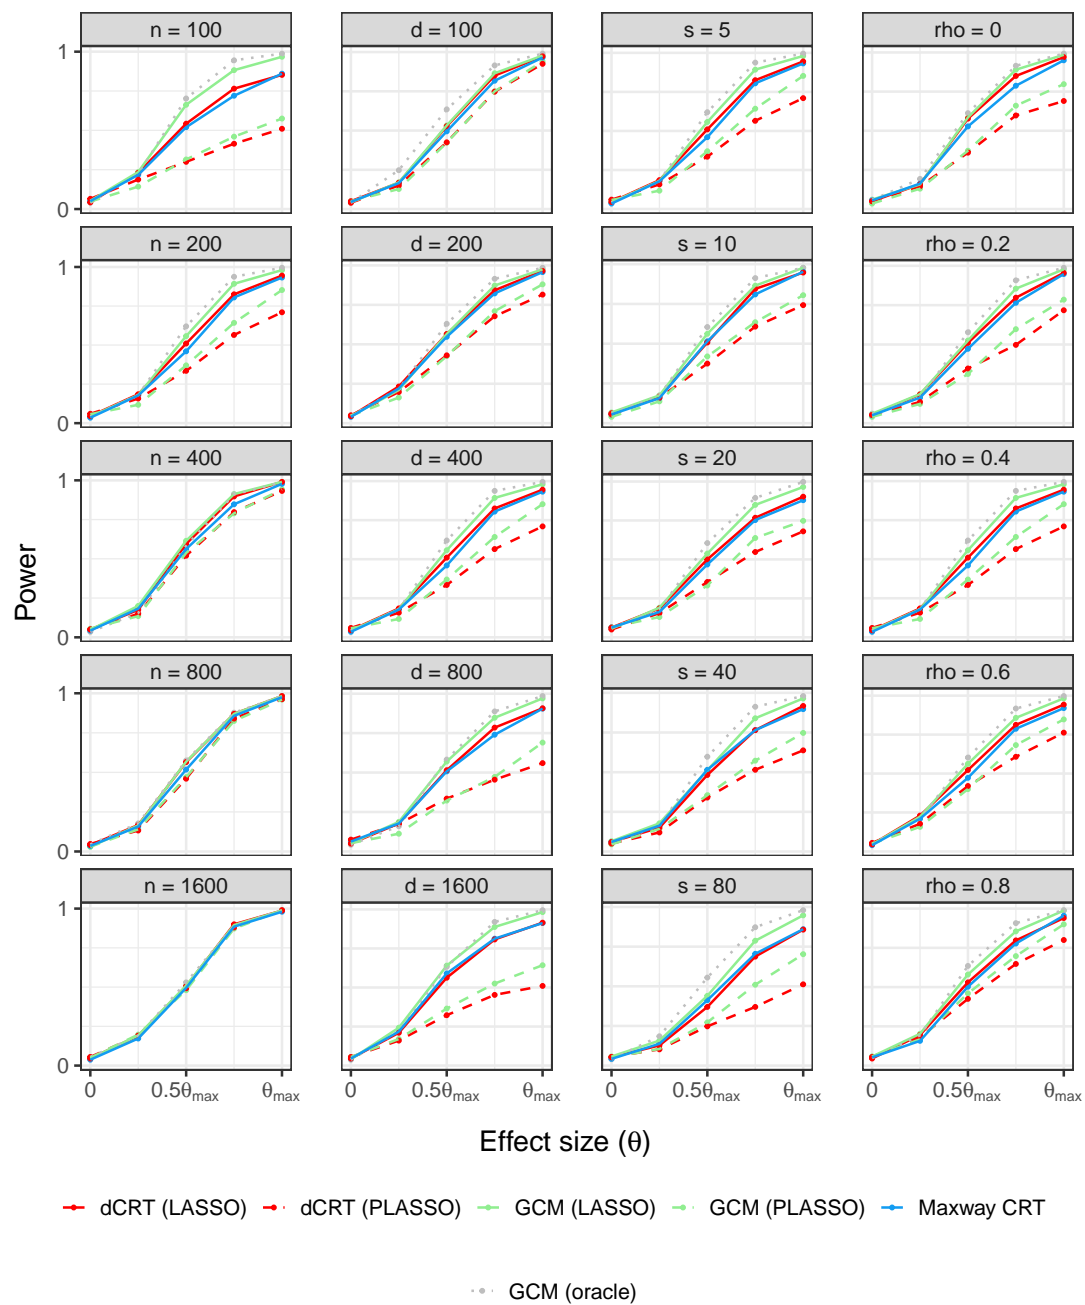 n = 100 d = 100 s = 5 rho = 0
1
0
n = 200 d = 200 s = 10 rho = 0.2
1
0
n = 400 d = 400 s = 20 rho = 0.4
1
0
Power
n = 800 d = 800 s = 40 rho = 0.6
1
0
n = 1600 d = 1600 s = 80 rho = 0.8
1
0
0 0.5θmax θmax 0 0.5θmax θmax 0 0.5θmax θmax 0 0.5θmax θmax
Effect size (θ)
dCRT (LASSO) dCRT (PLASSO) GCM (LASSO) GCM (PLASSO) Maxway CRT
GCM (oracle)